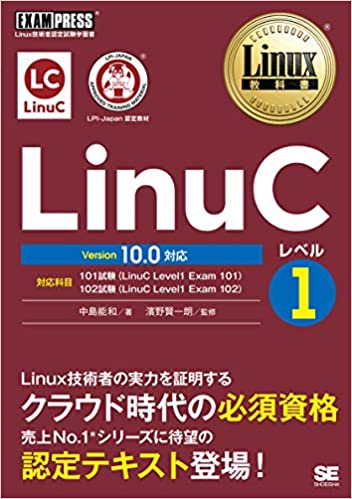 EXAMPRESS
Linux技術者認定試験学習書
LC
LinuC
LPI-JAPAN
LPI-Japan 認定教材
Linux
教科書
LinuC
Version 10.0 対応
レベル
1
対応科目
101試験（LinuC Level1 Exam 101）
102試験（LinuC Level1 Exam 102）
中島能和／著 濱野賢一朗／監修
Linux技術者の実力を証明する
クラウド時代の必須資格
売上No.1*シリーズに待望の
認定テキスト登場！
SE
SHOEISHA